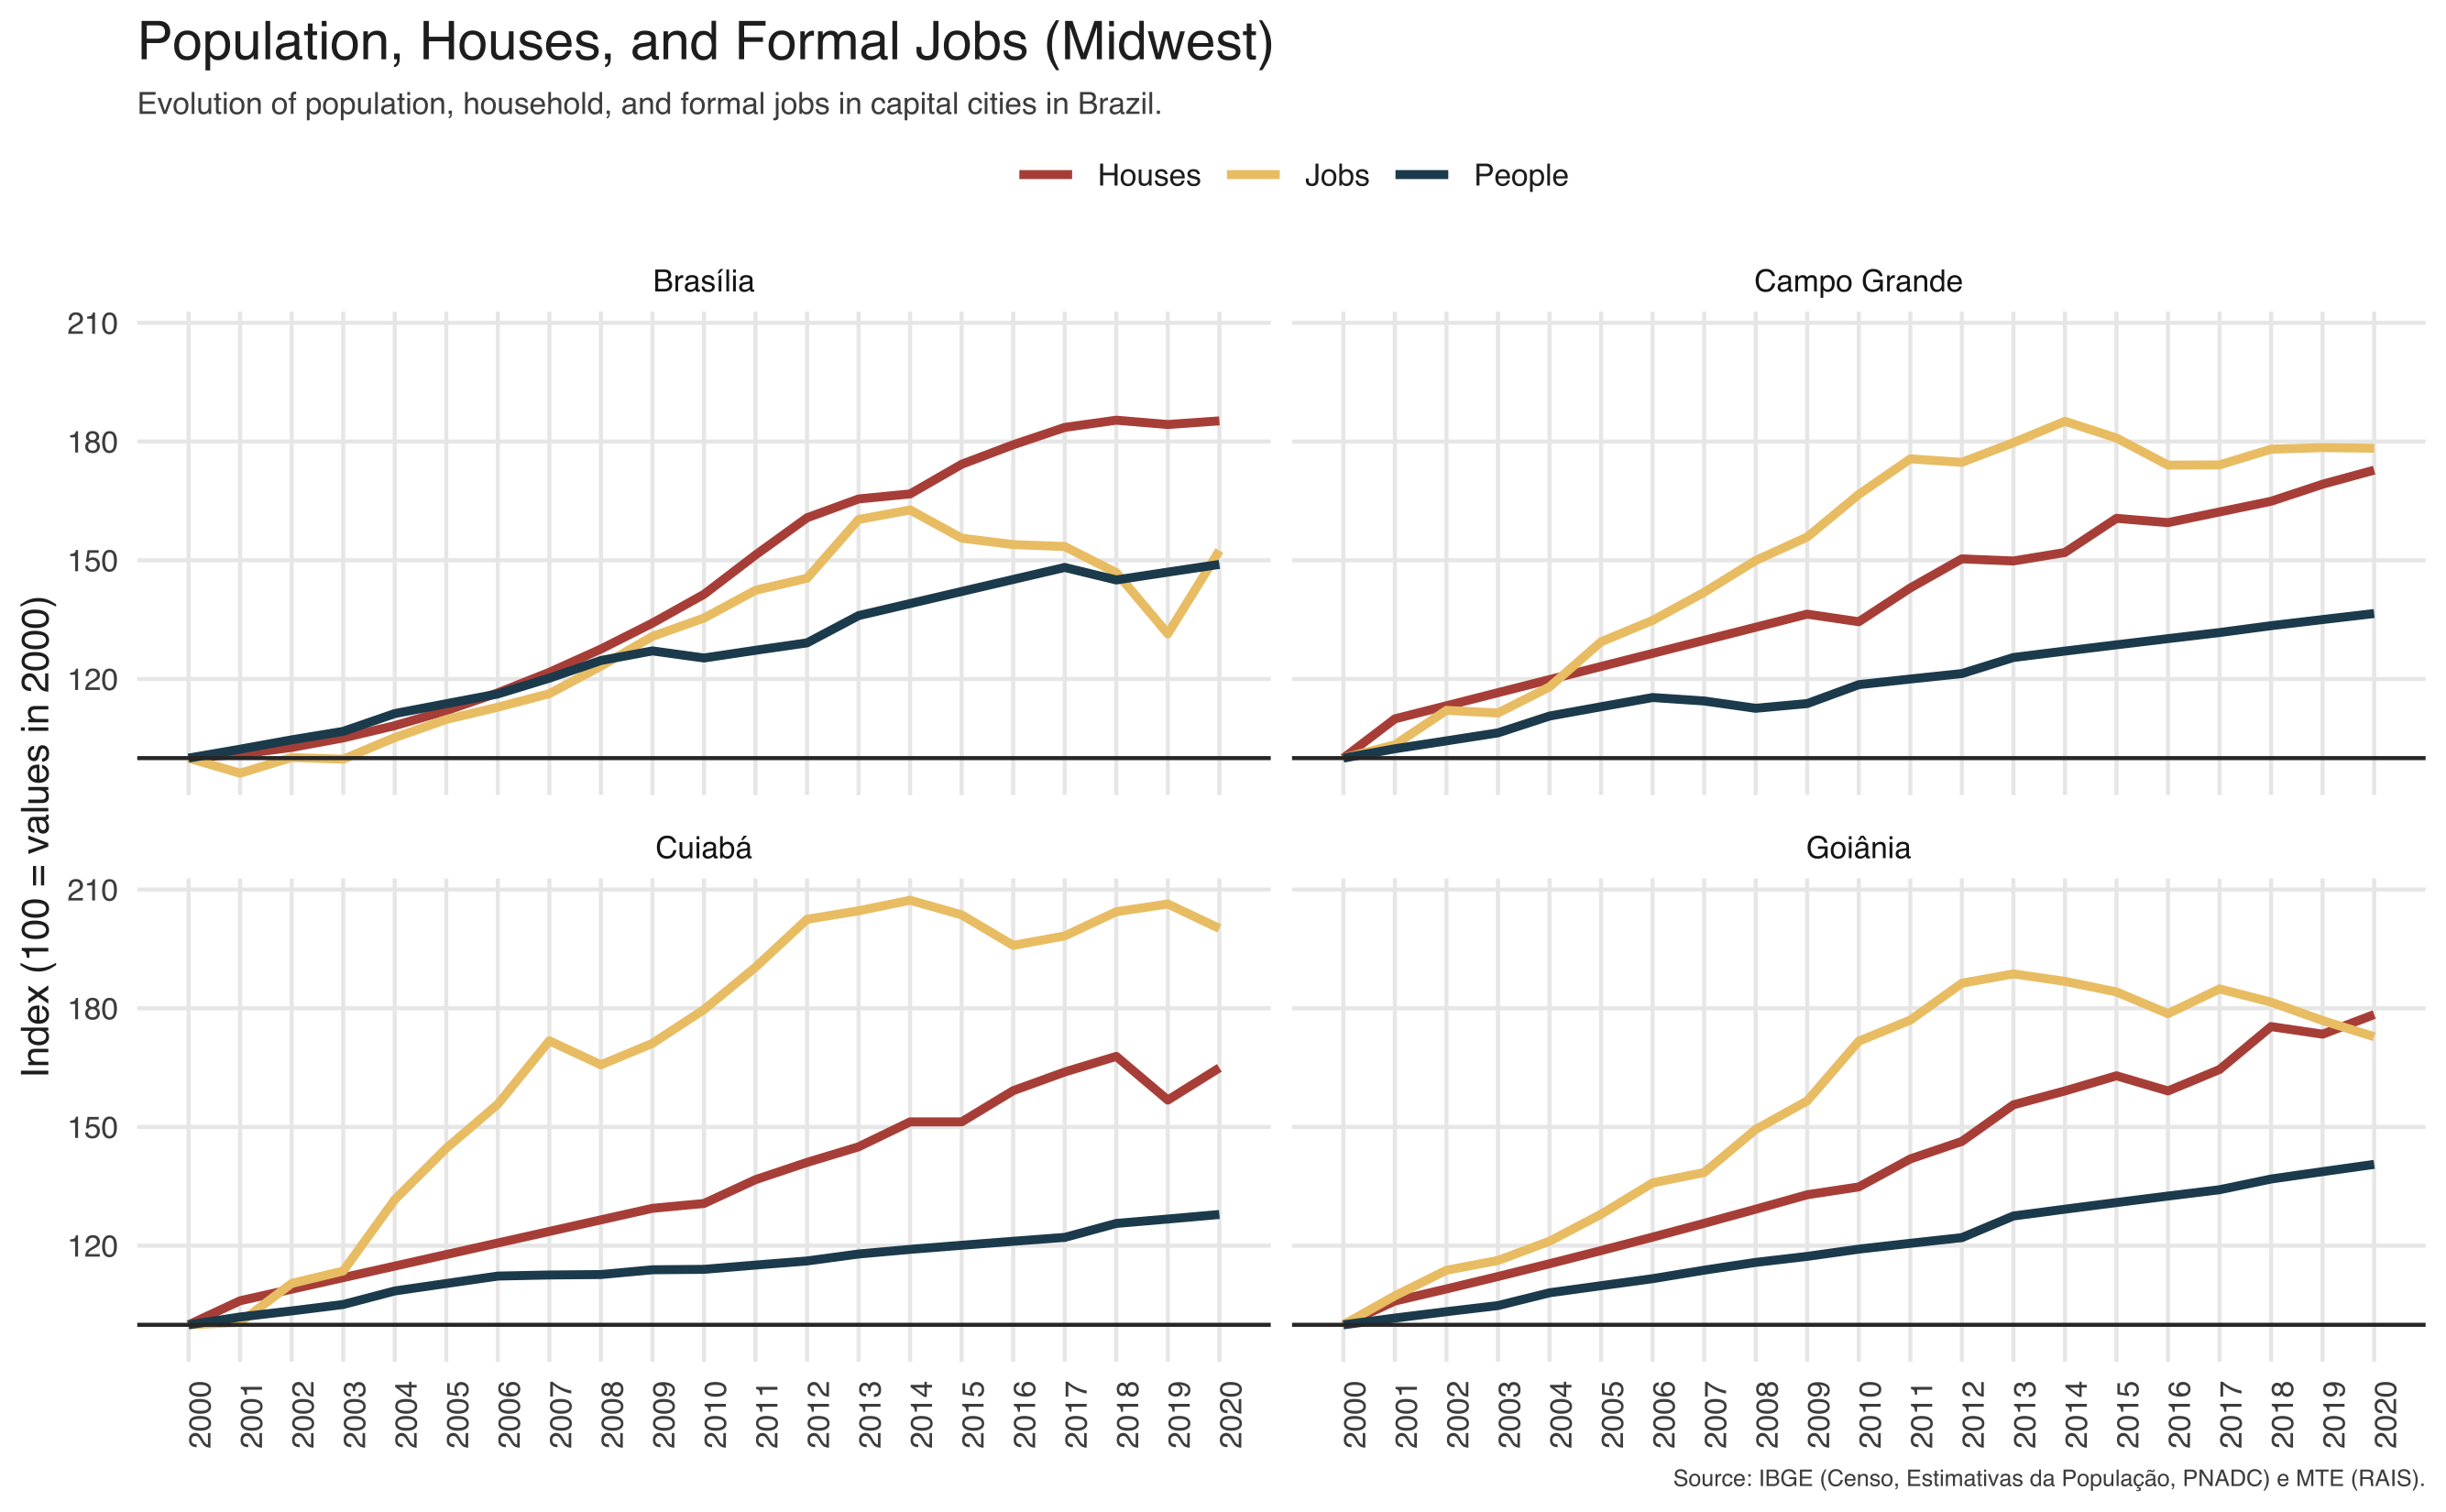 Population, Houses, and Formal Jobs (Midwest)
Evolution of population, household, and formal jobs in capital cities in Brazil.
Houses Jobs People
Index (100 = values in 2000)
Brasília
210
180
150
120
Campo Grande
Cuiabá
210
180
150
120
2000 2001 2002 2003 2004 2005 2006 2007 2008 2009 2010 2011 2012 2013 2014 2015 2016 2017 2018 2019 2020
Goiânia
2000 2001 2002 2003 2004 2005 2006 2007 2008 2009 2010 2011 2012 2013 2014 2015 2016 2017 2018 2019 2020
Source: IBGE (Censo, Estimativas da População, PNADC) e MTE (RAIS).